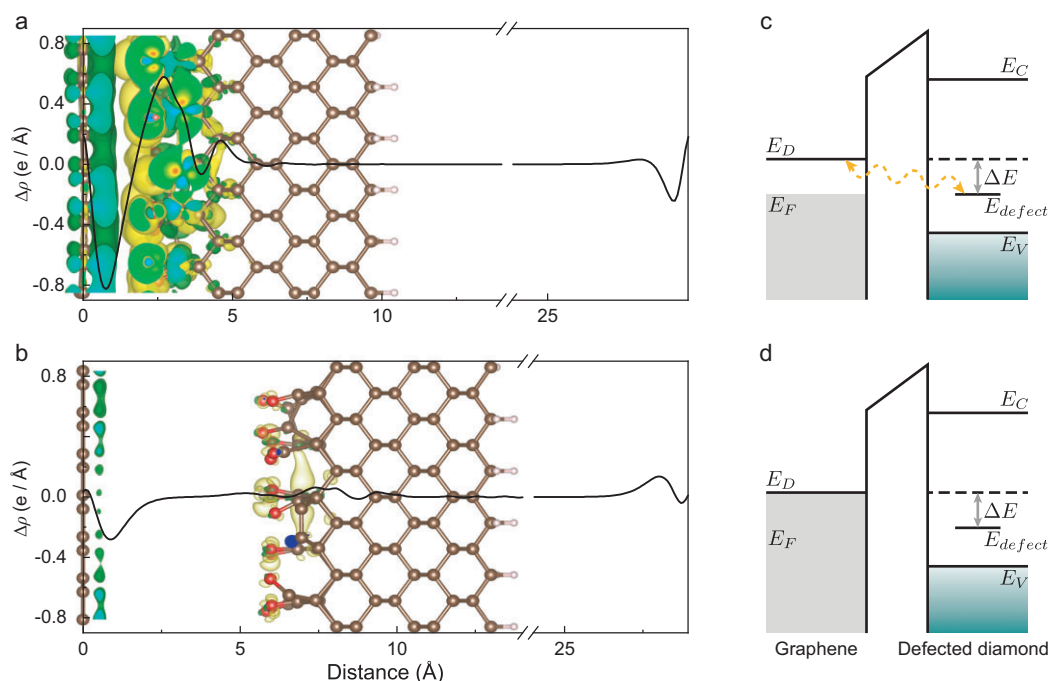 a
Δρ (e / Å)
0.8
0.4
0.0
-0.4
-0.8
0
5
10
25
b
Δρ (e / Å)
0.8
0.4
0.0
-0.4
-0.8
0
5
10
25
Distance (Å)
c
E_C
E_D
ΔE
E_F
E_defect
E_V
d
E_C
E_D
ΔE
E_F
E_defect
E_V
Graphene
Defected diamond